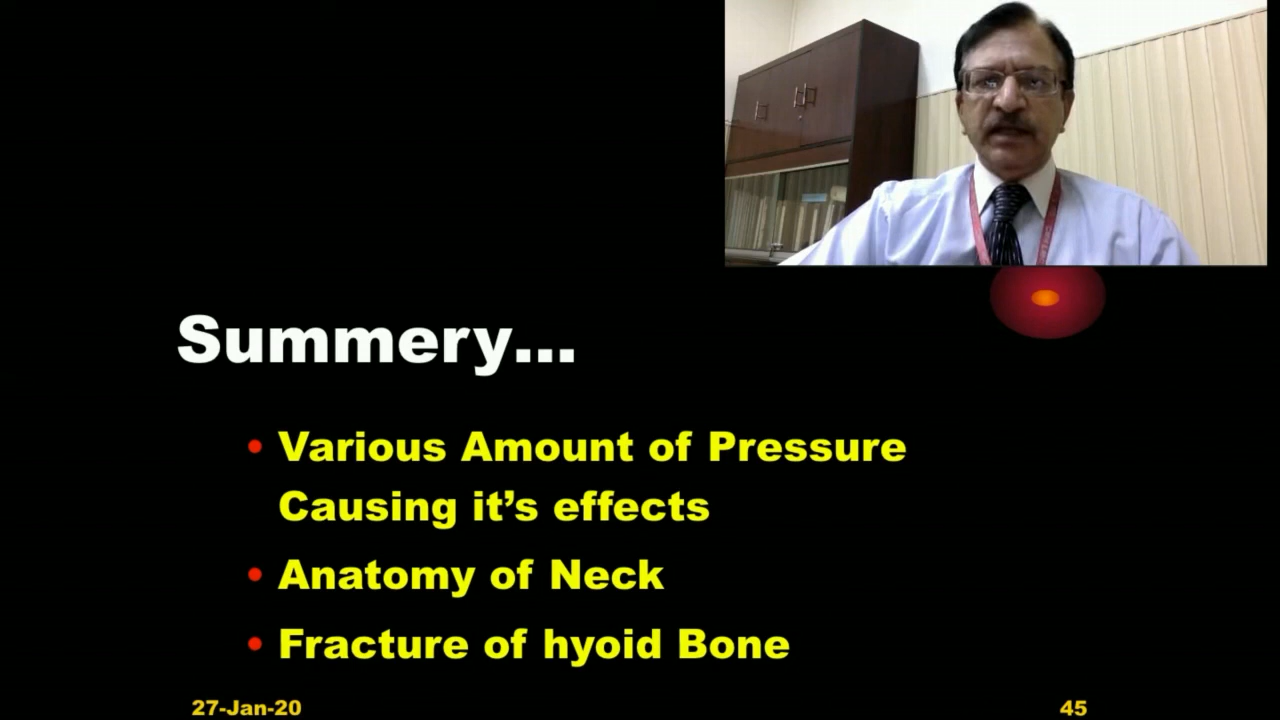 Summery...
• Various Amount of Pressure
Causing it’s effects
• Anatomy of Neck
• Fracture of hyoid Bone
27-Jan-20
45